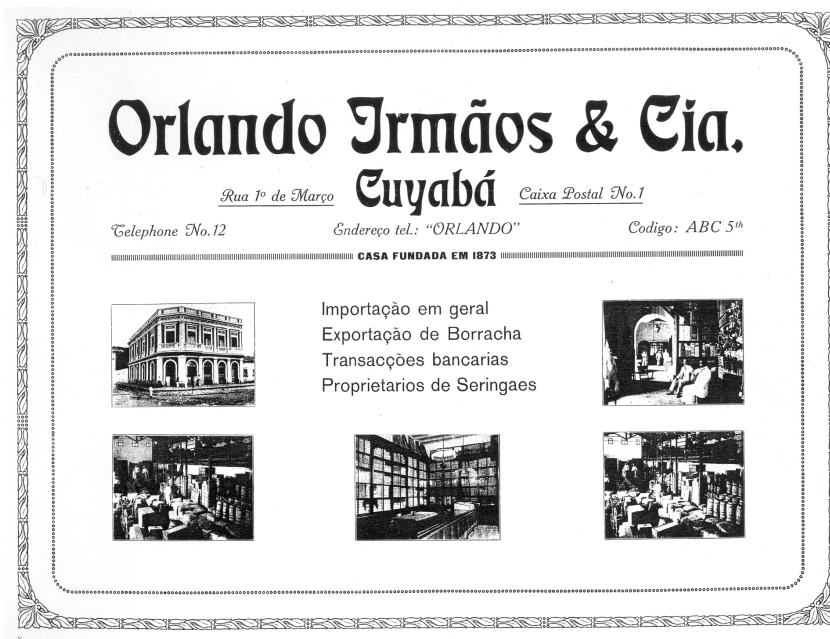 Orlando Irmãos & Cia.
Rua 1º de Março Cuyabá Caixa Postal No.1
Telephone No.12 Endereço tel.: “ORLANDO” Codigo: ABC 5th
CASA FUNDADA EM 1873
Importação em geral
Exportação de Borracha
Transacções bancarias
Proprietarios de Seringaes